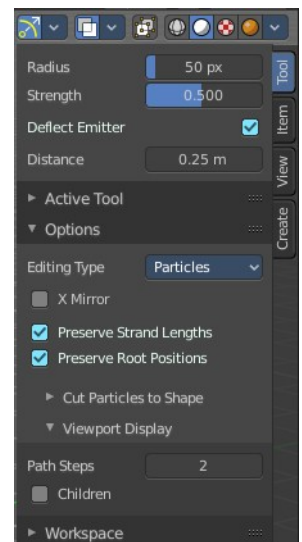 Radius 50 px
Strength 0.500
Deflect Emitter
Distance 0.25 m
Active Tool
Options
Editing Type Particles
X Mirror
Preserve Strand Lengths
Preserve Root Positions
Cut Particles to Shape
Viewport Display
Path Steps 2
Children
Workspace
Tool
Item
View
Create